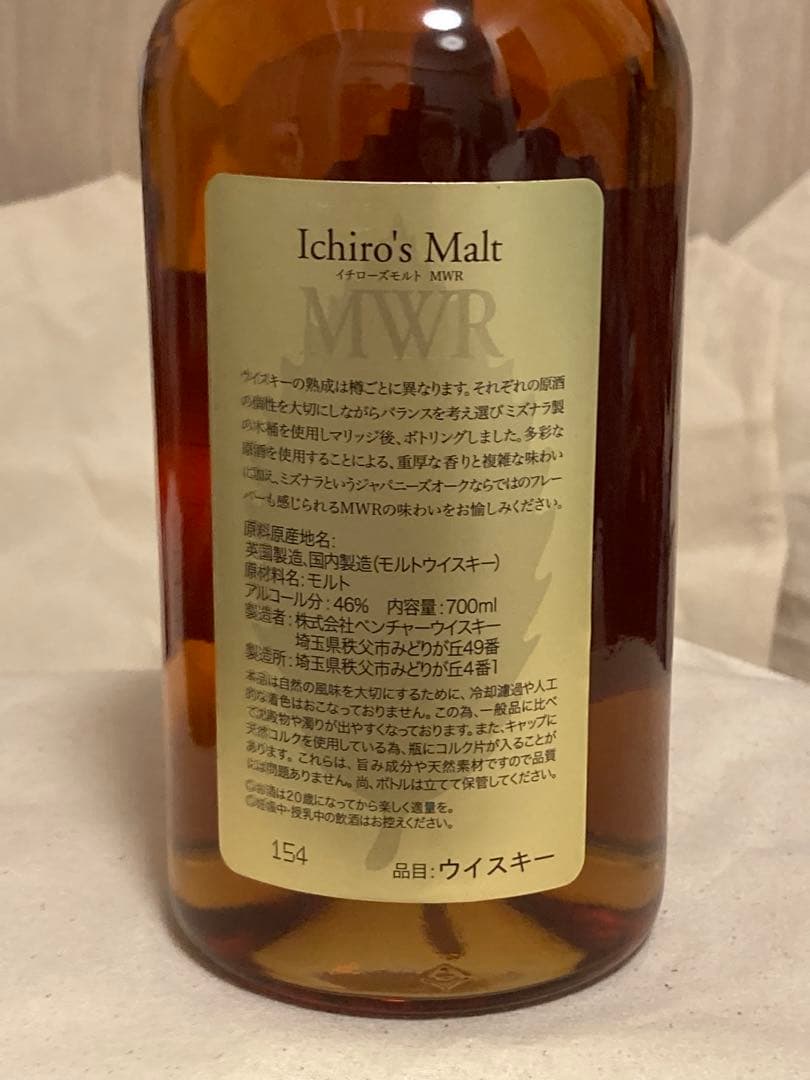 Ichiro's Malt
イチローズモルト MWR
MWR
ウイスキーの熟成は樽ごとに異なります。それぞれの原酒
の個性を大切にしながらバランスを考え選びミズナラ製
の木桶を使用しマリッジ後、ボトリングしました。多彩な
原酒を使用することによる、重厚な香りと複雑な味わい
に加え、ミズナラというジャパニーズオークならではのフレー
バーも感じられるMWRの味わいをお愉しみください。
原料原産地名:
英国製造、国内製造(モルトウイスキー)
原材料名:モルト
アルコール分:46% 内容量:700ml
製造者:株式会社ベンチャーウイスキー
埼玉県秩父市みどりが丘49番
製造所:埼玉県秩父市みどりが丘4番1
本品は自然の風味を大切にするために、冷却濾過や人工
的な着色はおこなっておりません。この為、一般品に比べ
て沈殿物や濁りが出やすくなっております。また、キャップに
天然コルクを使用している為、瓶にコルク片が入ることが
あります。これらは、旨み成分や天然素材ですので品質
には問題ありません。尚、ボトルは立てて保管してください。
◎お酒は20歳になってから楽しく適量を。
◎妊娠中・授乳中の飲酒はお控えください。
154
品目:ウイスキー